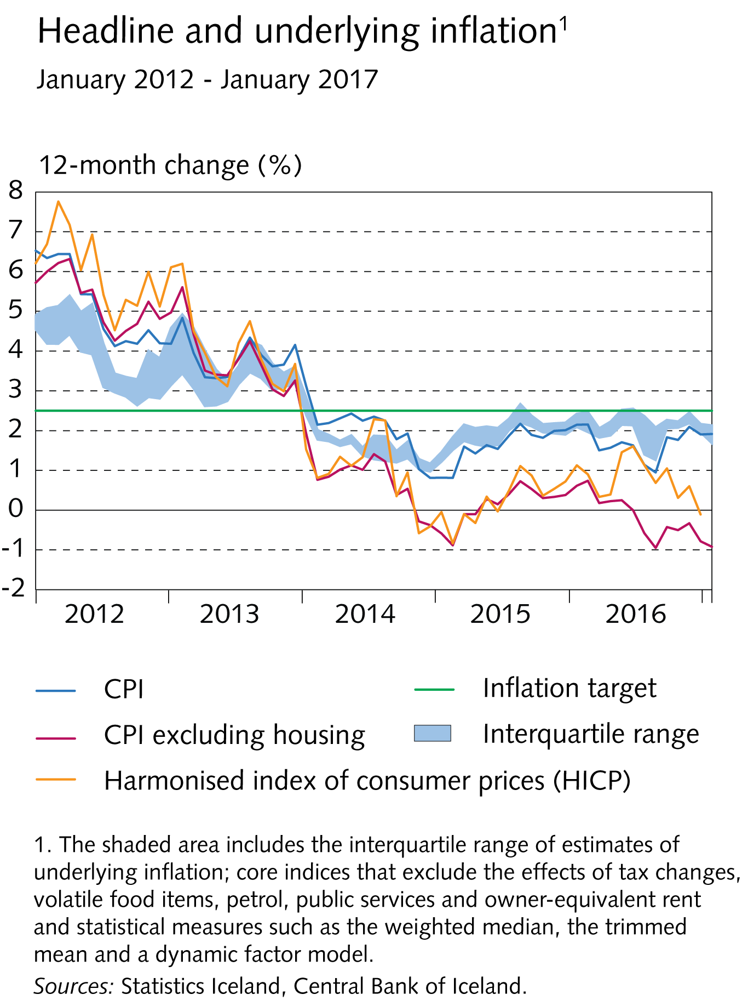 Headline and underlying inflation¹
January 2012 - January 2017
12-month change (%)
8
7
6
5
4
3
2
1
0
-1
-2
2012 2013 2014 2015 2016
CPI
Inflation target
CPI excluding housing
Interquartile range
Harmonised index of consumer prices (HICP)
1. The shaded area includes the interquartile range of estimates of
underlying inflation; core indices that exclude the effects of tax changes,
volatile food items, petrol, public services and owner-equivalent rent
and statistical measures such as the weighted median, the trimmed
mean and a dynamic factor model.
Sources: Statistics Iceland, Central Bank of Iceland.